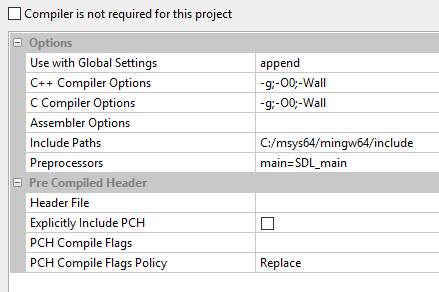 Compiler is not required for this project
Options
Use with Global Settings append
C++ Compiler Options -g;-O0;-Wall
C Compiler Options -g;-O0;-Wall
Assembler Options
Include Paths C:/msys64/mingw64/include
Preprocessors main=SDL_main
Pre Compiled Header
Header File
Explicitly Include PCH
PCH Compile Flags
PCH Compile Flags Policy Replace